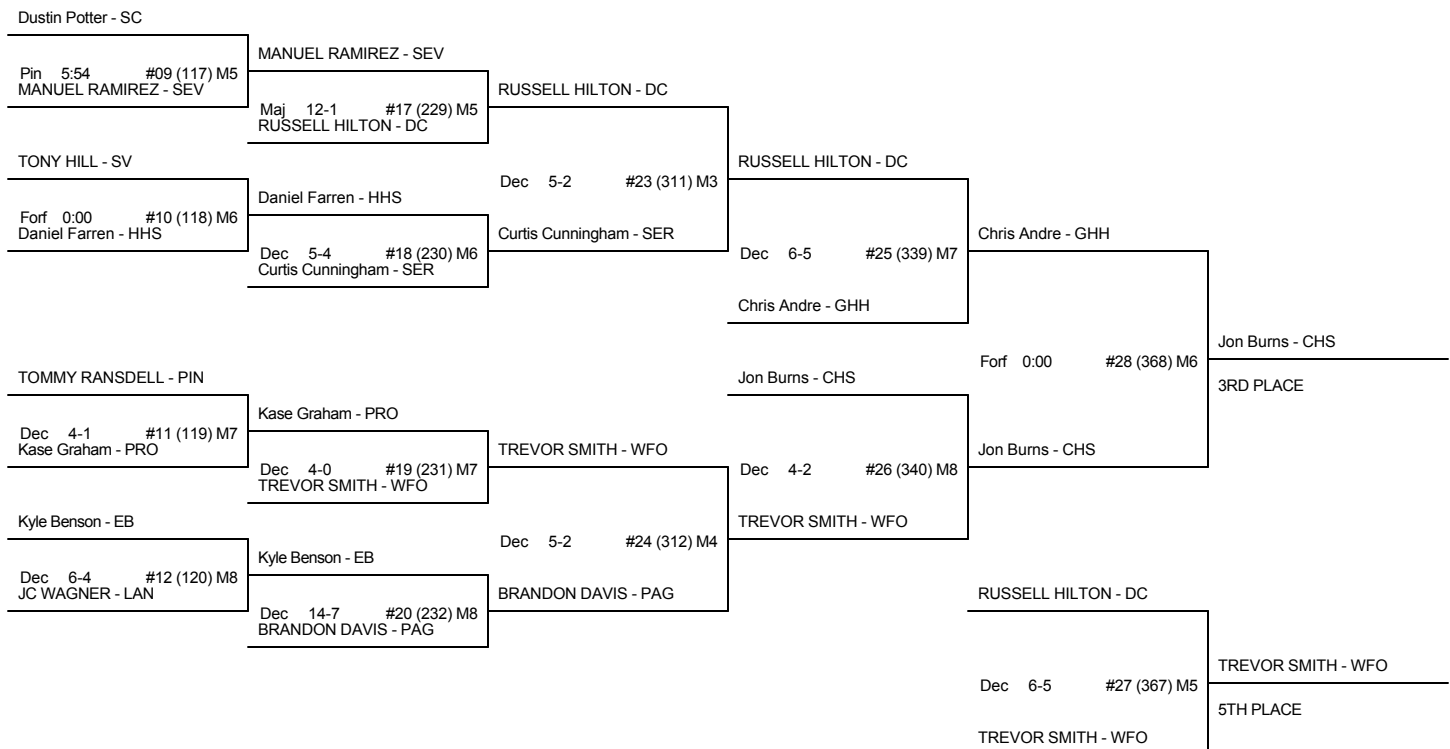 Dustin Potter - SC
MANUEL RAMIREZ - SEV
Pin 5:54 #09 (117) M5
MANUEL RAMIREZ - SEV
RUSSELL HILTON - DC
Maj 12-1 #17 (229) M5
RUSSELL HILTON - DC
TONY HILL - SV
RUSSELL HILTON - DC
Dec 5-2 #23 (311) M3
Daniel Farren - HHS
Forf 0:00 #10 (118) M6
Daniel Farren - HHS
Curtis Cunningham - SER
Chris Andre - GHH
Dec 5-4 #18 (230) M6
Curtis Cunningham - SER
Dec 6-5 #25 (339) M7
Chris Andre - GHH
Jon Burns - CHS
Forf 0:00 #28 (368) M6
3RD PLACE
TOMMY RANSDELL - PIN
Jon Burns - CHS
Kase Graham - PRO
Dec 4-1 #11 (119) M7
Kase Graham - PRO
TREVOR SMITH - WFO
Jon Burns - CHS
Dec 4-0 #19 (231) M7
TREVOR SMITH - WFO
Dec 4-2 #26 (340) M8
Kyle Benson - EB
TREVOR SMITH - WFO
Dec 5-2 #24 (312) M4
Kyle Benson - EB
Dec 6-4 #12 (120) M8
JC WAGNER - LAN
BRANDON DAVIS - PAG
RUSSELL HILTON - DC
Dec 14-7 #20 (232) M8
BRANDON DAVIS - PAG
TREVOR SMITH - WFO
Dec 6-5 #27 (367) M5
5TH PLACE
TREVOR SMITH - WFO